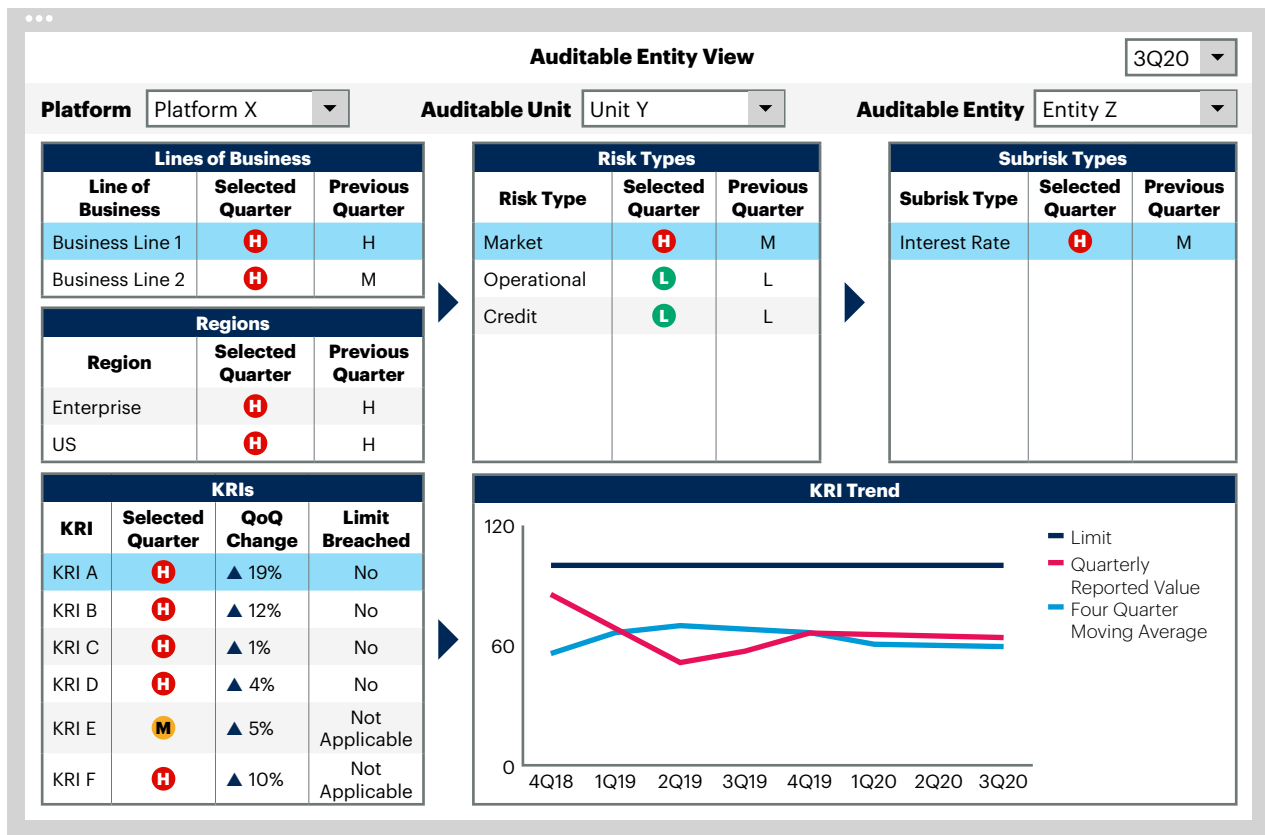 Auditable Entity View
3Q20
Platform Platform X Auditable Unit Unit Y Auditable Entity Entity Z
Lines of Business
Line of Business Selected Quarter Previous Quarter
Business Line 1 H H
Business Line 2 H M
Regions
Region Selected Quarter Previous Quarter
Enterprise H H
US H H
Risk Types
Risk Type Selected Quarter Previous Quarter
Market H M
Operational L L
Credit L L
Subrisk Types
Subrisk Type Selected Quarter Previous Quarter
Interest Rate H M
KRIs
KRI Selected Quarter QoQ Change Limit Breached
KRI A H ▲ 19% No
KRI B H ▲ 12% No
KRI C H ▲ 1% No
KRI D H ▲ 4% No
KRI E M ▲ 5% Not Applicable
KRI F H ▲ 10% Not Applicable
KRI Trend
120
60
0
4Q18 1Q19 2Q19 3Q19 4Q19 1Q20 2Q20 3Q20
Limit
Quarterly
Reported Value
Four Quarter
Moving Average